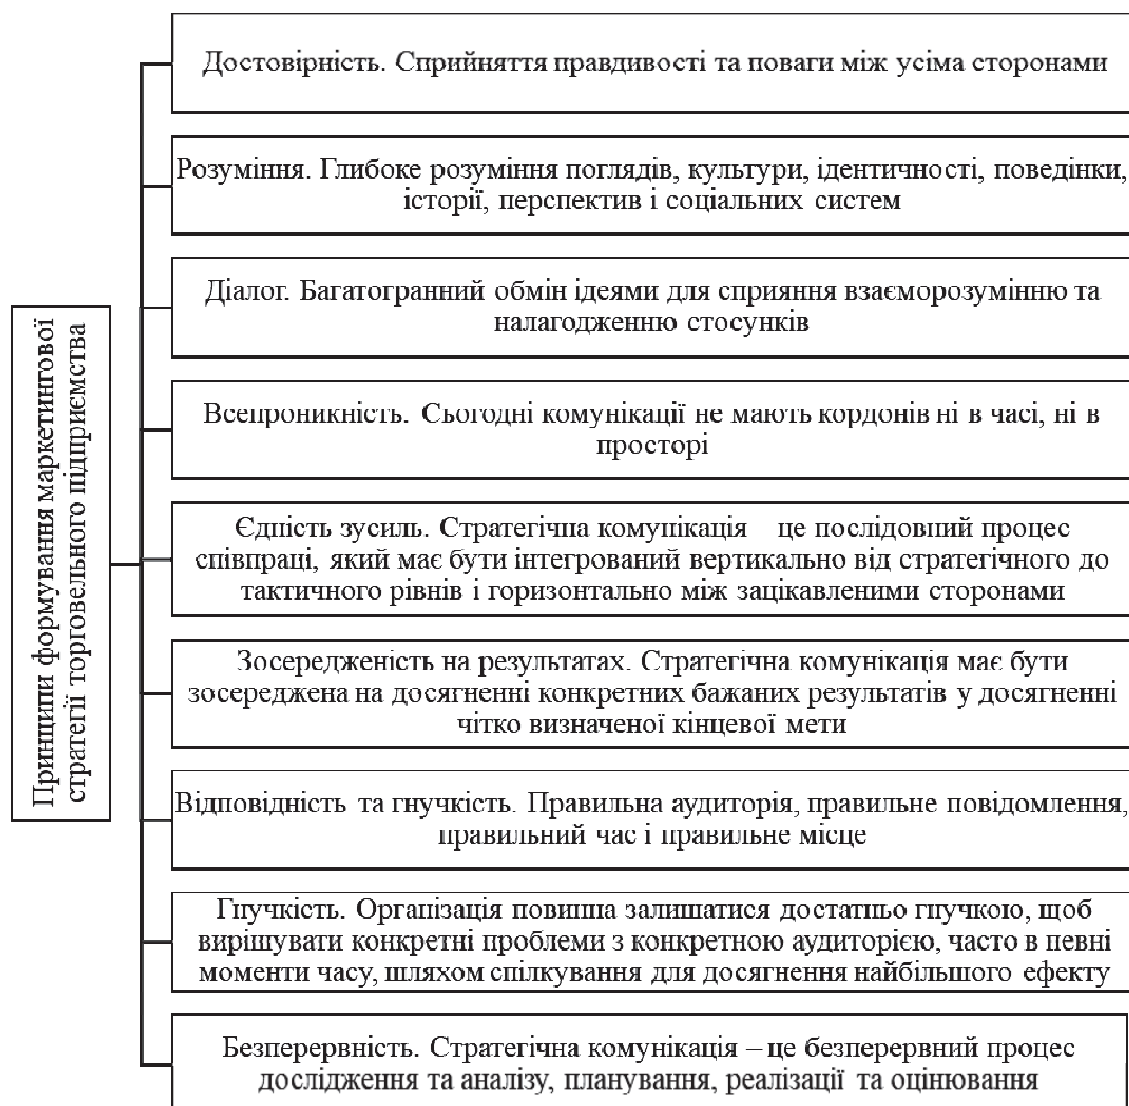 Принципи формування маркетингової
стратегії торговельного підприємства
Достовірність. Сприйняття правдивості та поваги між усіма сторонами
Розуміння. Глибоке розуміння поглядів, культури, ідентичності, поведінки,
історії, перспектив і соціальних систем
Діалог. Багатогранний обмін ідеями для сприяння взаєморозумінню та
налагодженню стосунків
Всепроникність. Сьогодні комунікації не мають кордонів ні в часі, ні в
просторі
Єдність зусиль. Стратегічна комунікація це послідовний процес
співпраці, який має бути інтегрований вертикально від стратегічного до
тактичного рівнів і горизонтально між зацікавленими сторонами
Зосередженість на результатах. Стратегічна комунікація має бути
зосереджена на досягненні конкретних бажаних результатів у досягненні
чітко визначеної кінцевої мети
Відповідність та гнучкість. Правильна аудиторія, правильне повідомлення,
правильний час і правильне місце
Гнучкість. Організація повинна залишатися достатньо гнучкою, щоб
вирішувати конкретні проблеми з конкретною аудиторією, часто в певні
моменти часу, шляхом спілкування для досягнення найбільшого ефекту
Безперервність. Стратегічна комунікація – це безперервний процес
дослідження та аналізу, планування, реалізації та оцінювання